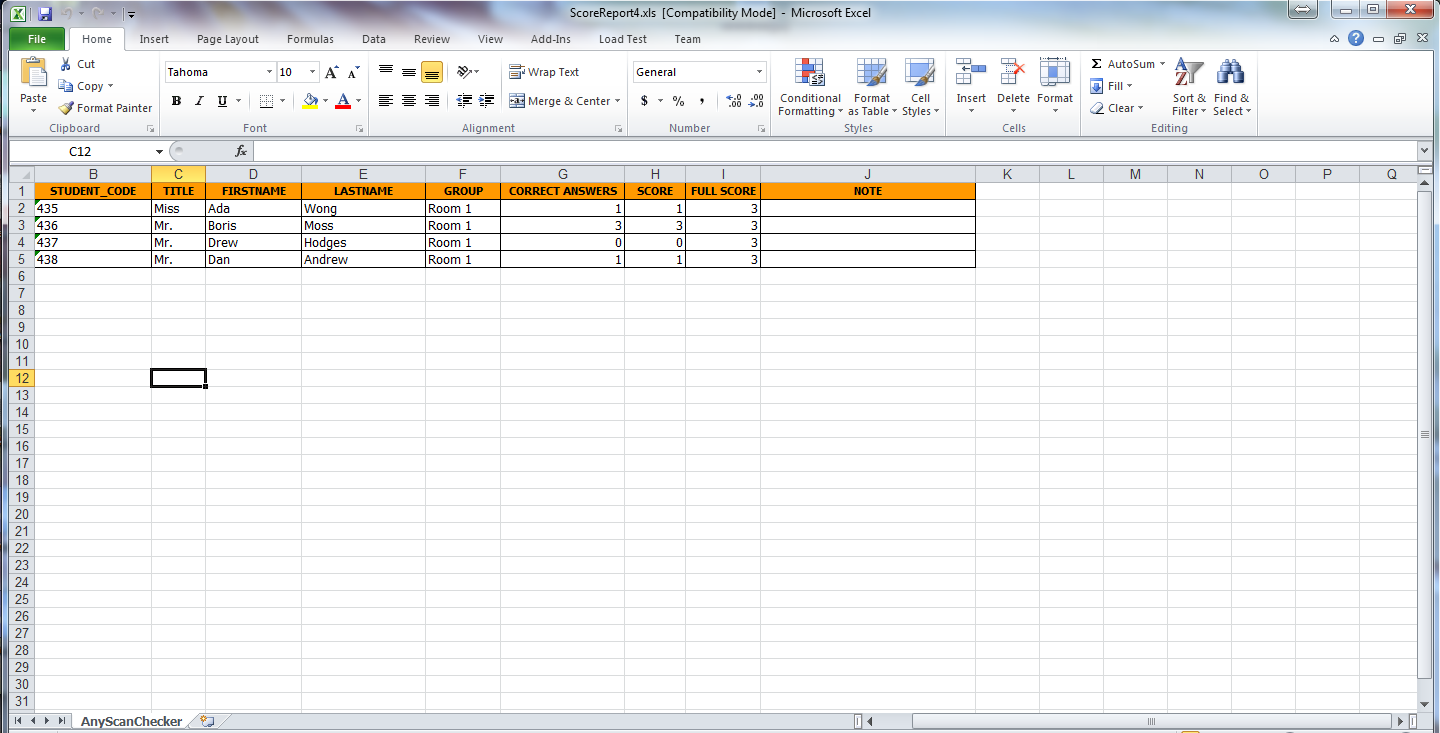 ScoreReport4.xls [Compatibility Mode] - Microsoft Excel
File Home Insert Page Layout Formulas Data Review View Add-Ins Load Test Team
Paste Cut Copy Format Painter Clipboard
Tahoma 10 B I U Font
Wrap Text Merge & Center Alignment
General $ % , Number
Conditional Formatting Format as Table Cell Styles Styles
Insert Delete Format Cells
Σ AutoSum Fill Clear Sort & Filter Find & Select Editing
C12 fx
B C D E F G H I J K L M N O P Q
1 STUDENT_CODE TITLE FIRSTNAME LASTNAME GROUP CORRECT ANSWERS SCORE FULL SCORE NOTE
2 435 Miss Ada Wong Room 1 1 1 3
3 436 Mr. Boris Moss Room 1 3 3 3
4 437 Mr. Drew Hodges Room 1 0 0 3
5 438 Mr. Dan Andrew Room 1 1 1 3
6
7
8
9
10
11
12
13
14
15
16
17
18
19
20
21
22
23
24
25
26
27
28
29
30
31
AnyScanChecker